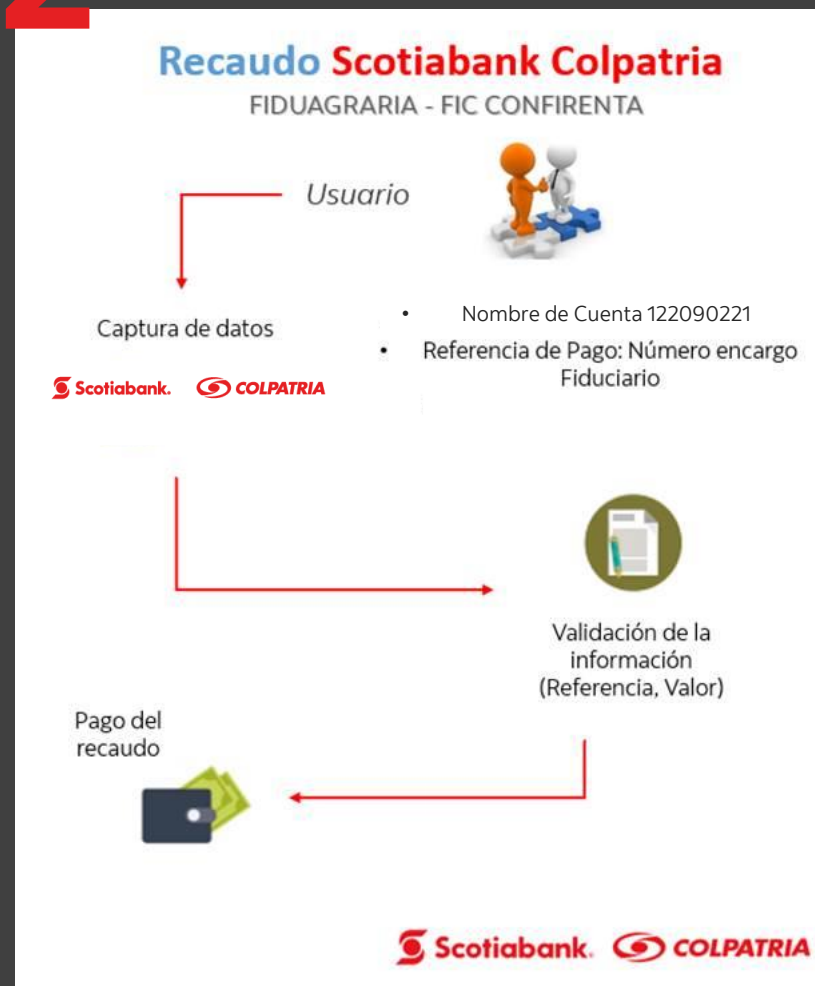 Recaudo Scotiabank Colpatria
FIDUAGRARIA - FIC CONFIRENTA
Usuario
Captura de datos
Scotiabank. COLPATRIA
• Nombre de Cuenta 122090221
• Referencia de Pago: Número encargo
Fiduciario
Validación de la
información
(Referencia, Valor)
Pago del
recaudo
Scotiabank. COLPATRIA